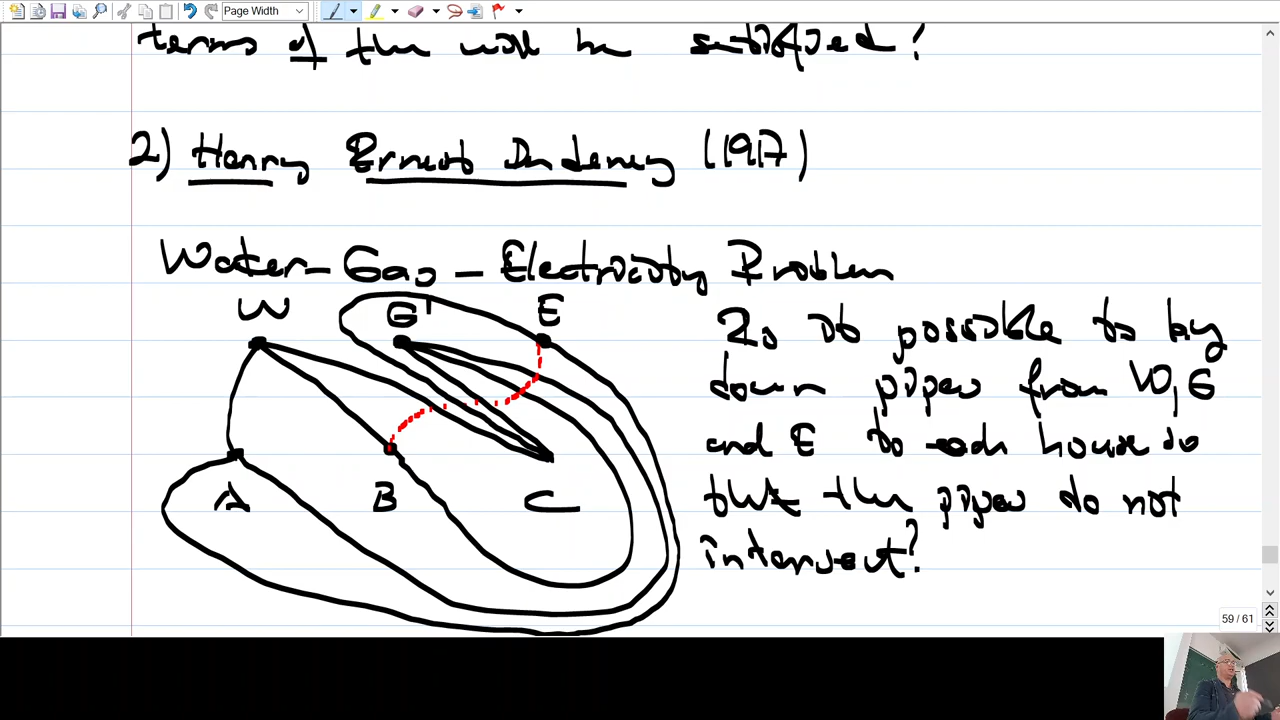 Page Width
terms of the will be satisfied?
2) Henry Ernest Dudeney (1917)
Water-Gas-Electricity Problem
W G E
Is it possible to lay
down pipes from W, G
and E to each house so
that the pipes do not
intersect?
A B C
59 / 61